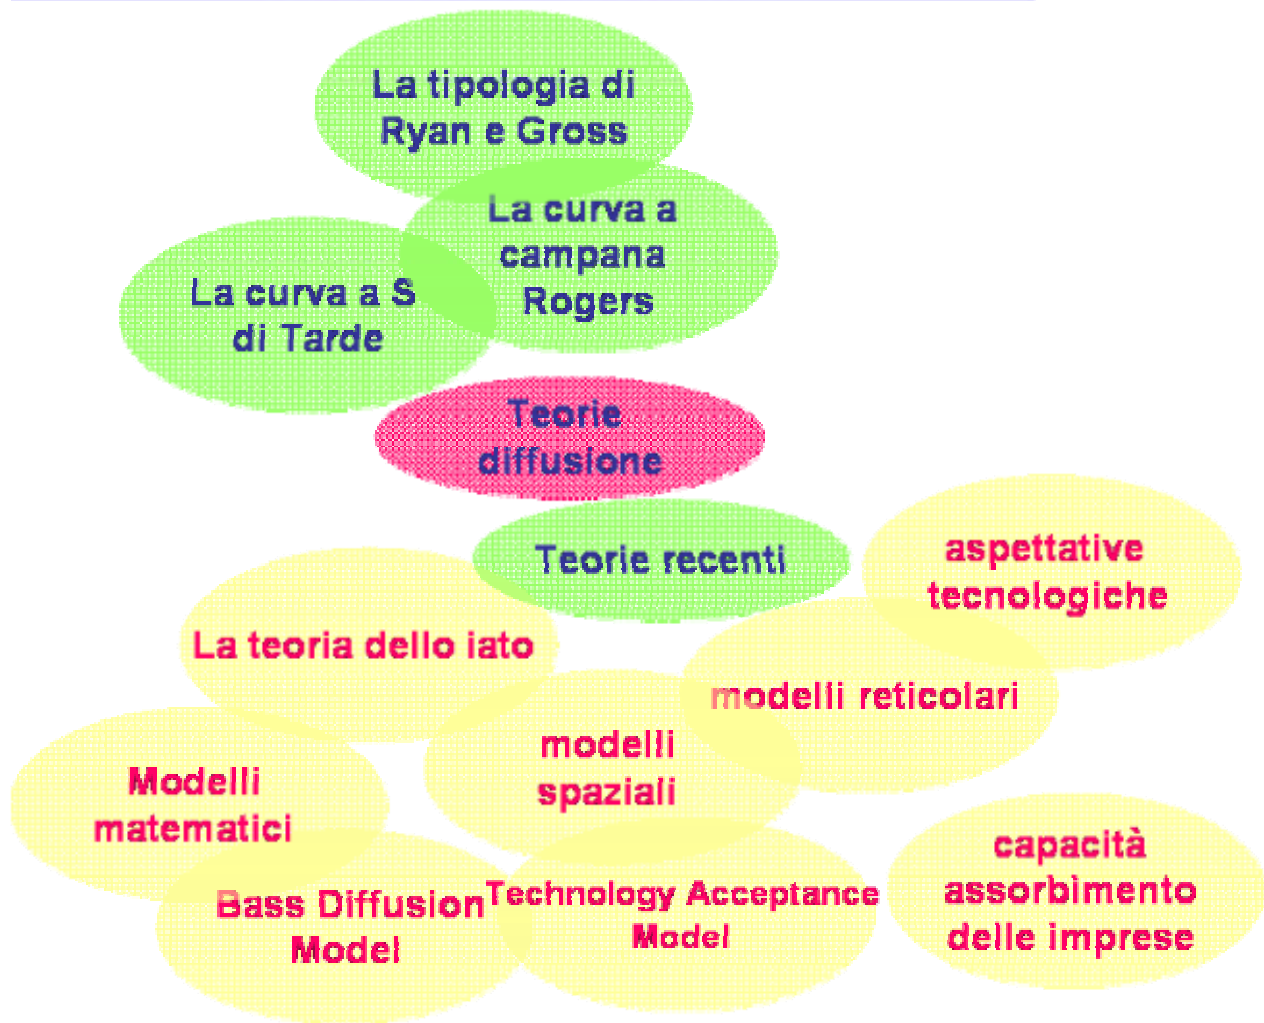 La tipologia di
Ryan e Gross
La curva a
campana
Rogers
La curva a S
di Tarde
Teorie
diffusione
Teorie recenti
aspettative
tecnologiche
La teoria dello iato
modelli reticolari
modelli
spaziali
Modelli
matematici
capacità
assorbimento
delle imprese
Bass Diffusion
Model
Technology Acceptance
Model